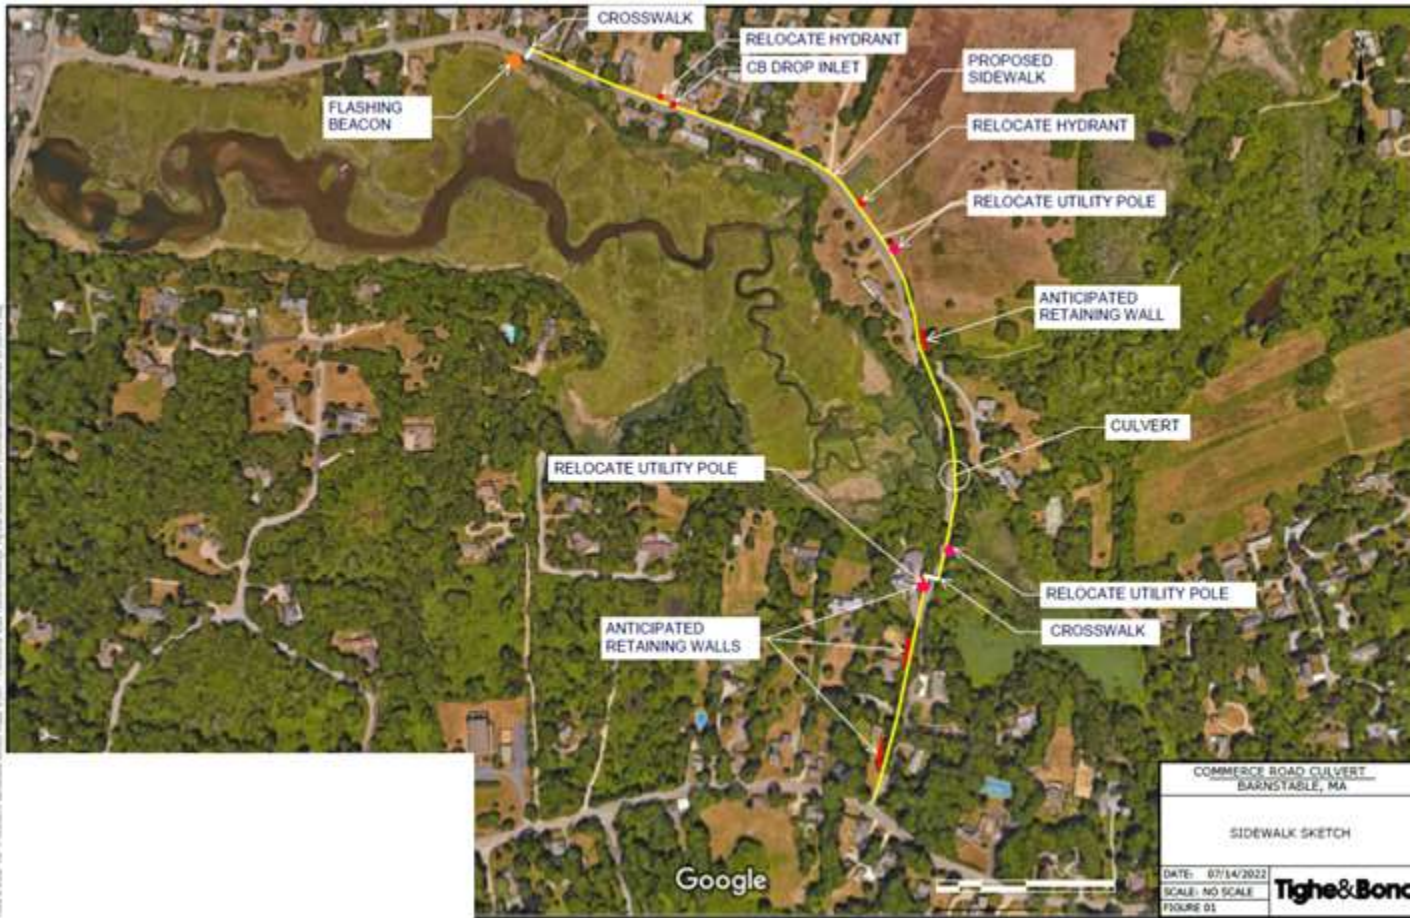 CROSSWALK
RELOCATE HYDRANT
CB DROP INLET
PROPOSED
SIDEWALK
FLASHING
BEACON
RELOCATE HYDRANT
RELOCATE UTILITY POLE
ANTICIPATED
RETAINING WALL
CULVERT
RELOCATE UTILITY POLE
RELOCATE UTILITY POLE
CROSSWALK
ANTICIPATED
RETAINING WALLS
COMMERCE ROAD CULVERT
BARNSTABLE, MA
SIDEWALK SKETCH
DATE: 07/14/2022
SCALE: NO SCALE
FIGURE 01
Tighe&Bond
Google